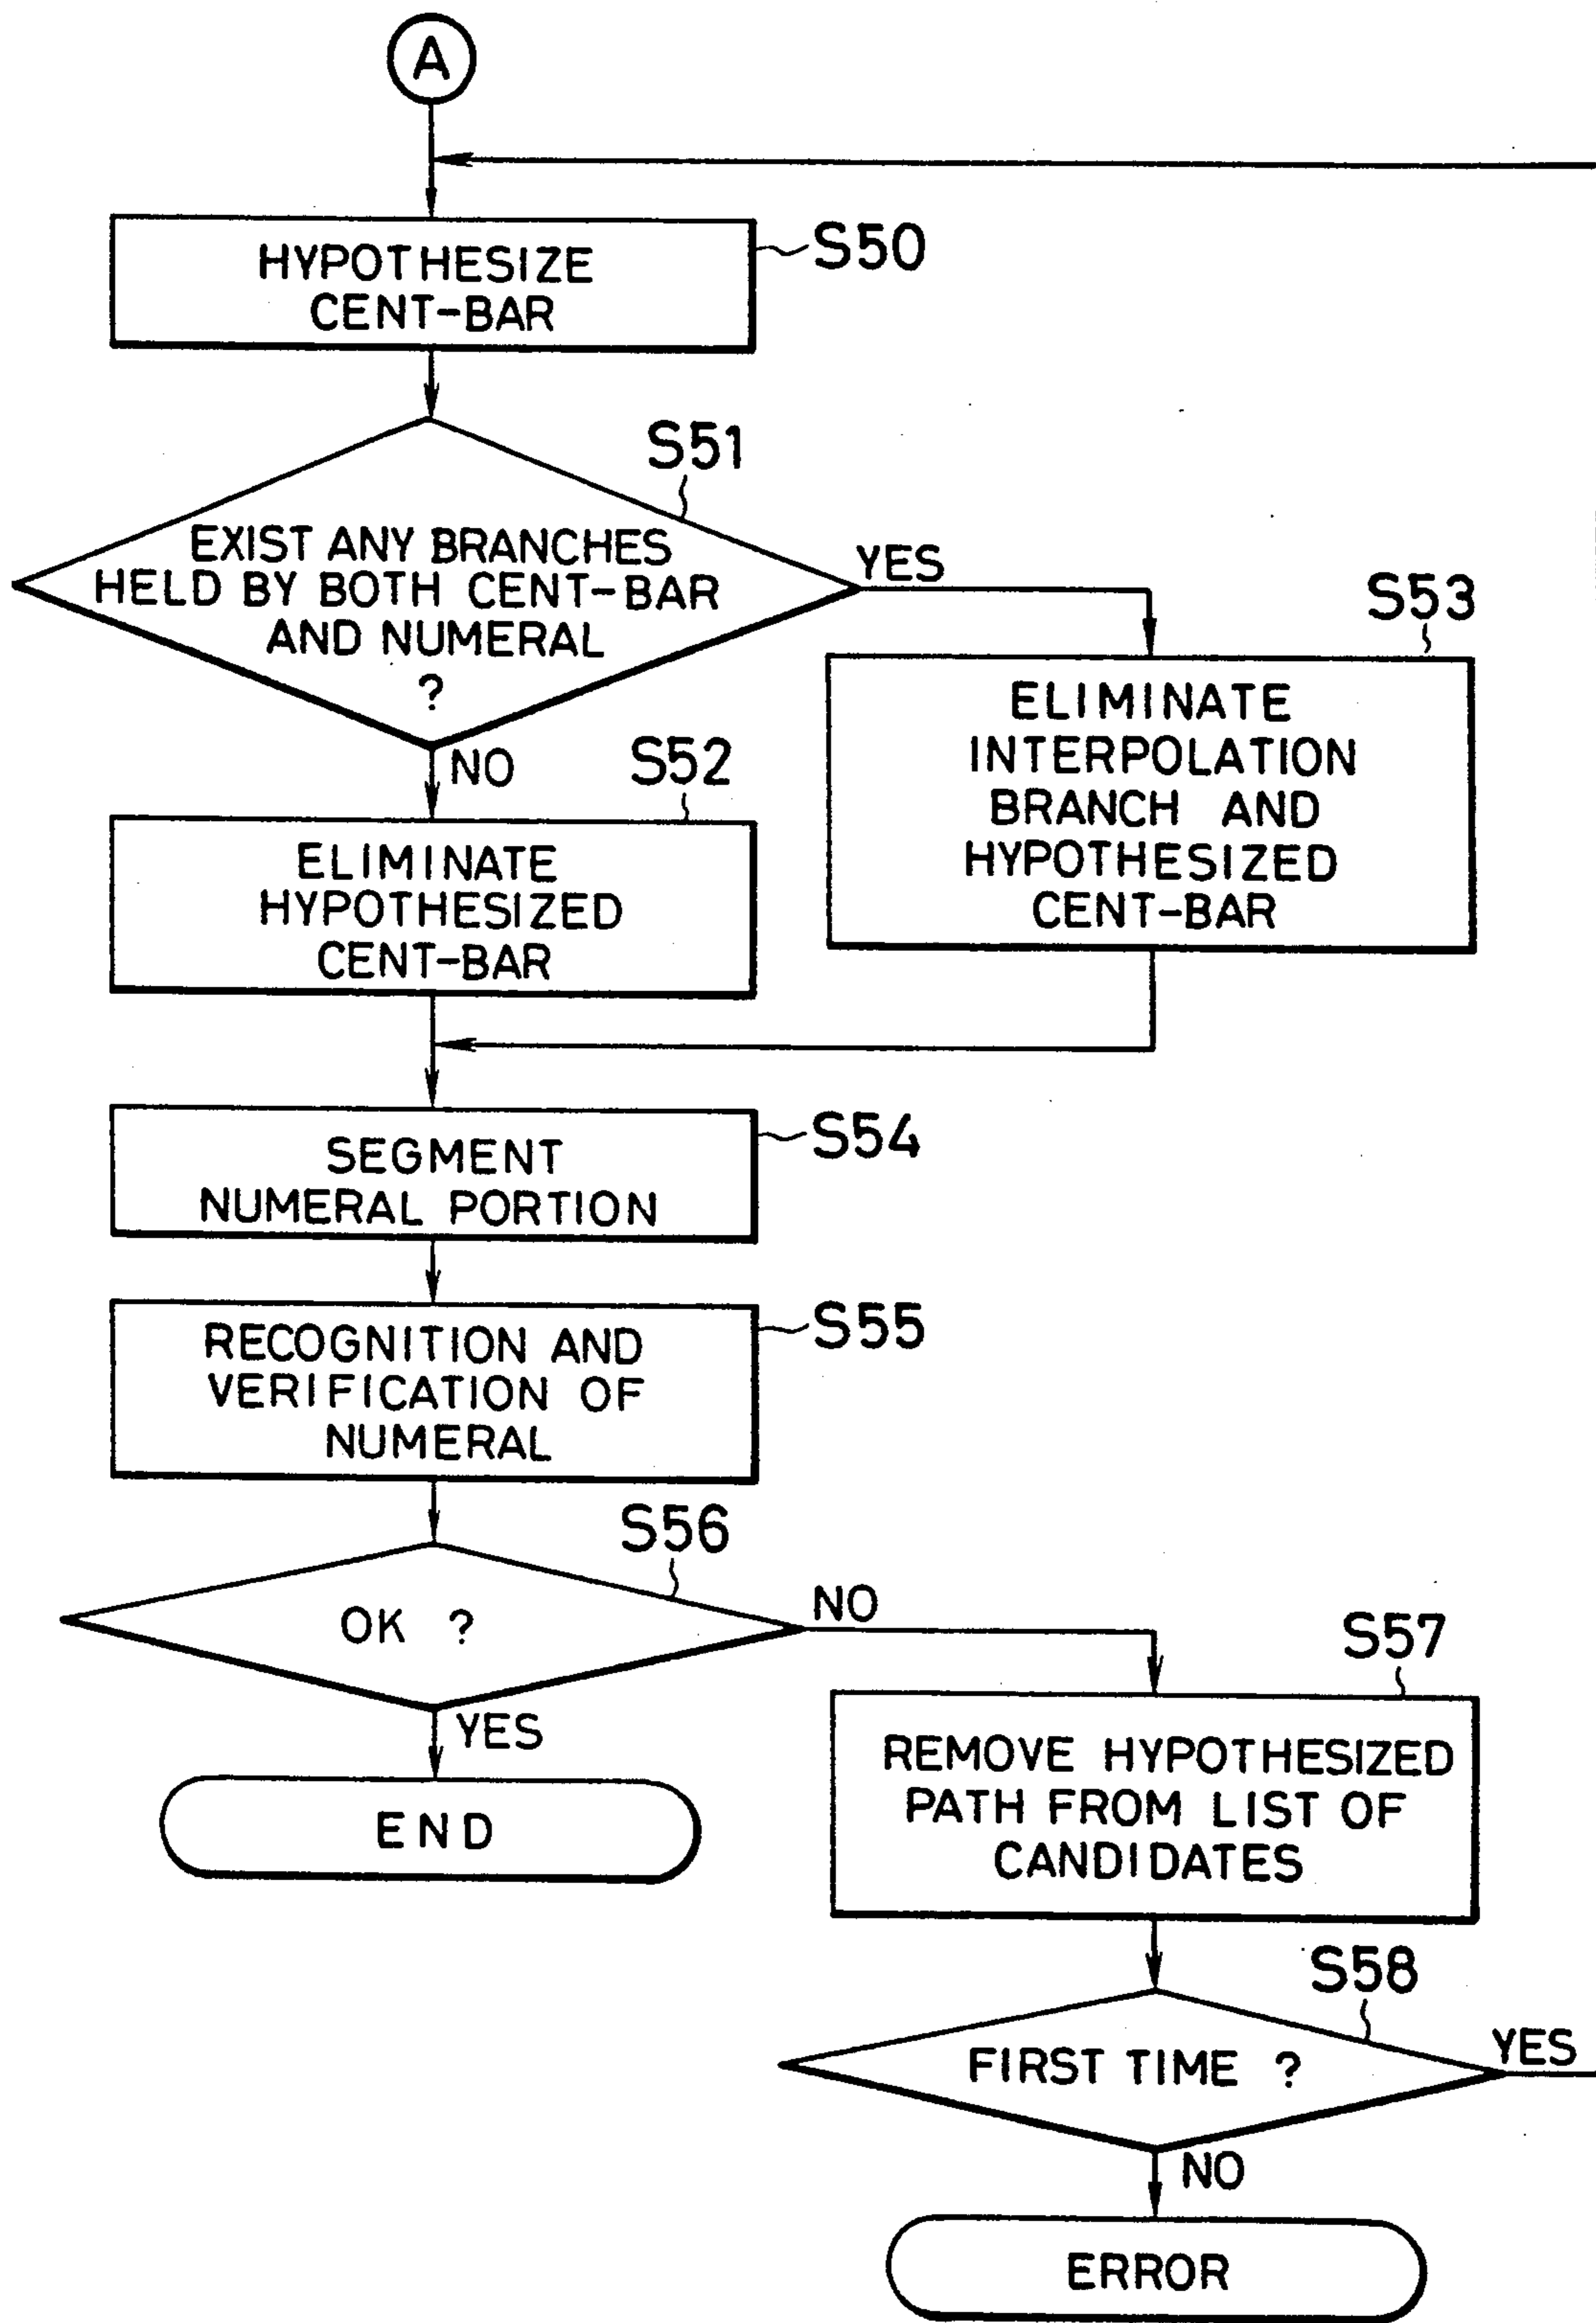 A
HYPOTHESIZE
CENT-BAR
S50
S51
EXIST ANY BRANCHES
HELD BY BOTH CENT-BAR
AND NUMERAL
?
YES
NO
S52
ELIMINATE
HYPOTHESIZED
CENT-BAR
S53
ELIMINATE
INTERPOLATION
BRANCH AND
HYPOTHESIZED
CENT-BAR
SEGMENT
NUMERAL PORTION
S54
RECOGNITION AND
VERIFICATION OF
NUMERAL
S55
S56
OK ?
NO
YES
END
S57
REMOVE HYPOTHESIZED
PATH FROM LIST OF
CANDIDATES
S58
FIRST TIME ?
YES
NO
ERROR